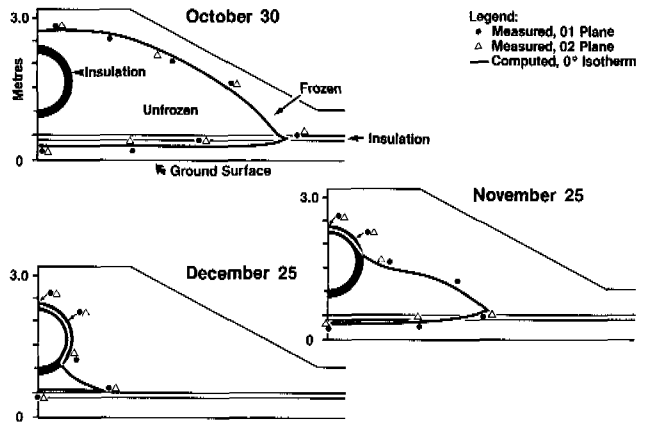 October 30
Legend:
Measured, 01 Plane
Measured, 02 Plane
Computed, 0° Isotherm
3.0
Metres
Insulation
Unfrozen
Frozen
Insulation
0
Ground Surface
November 25
3.0
0
December 25
3.0
0